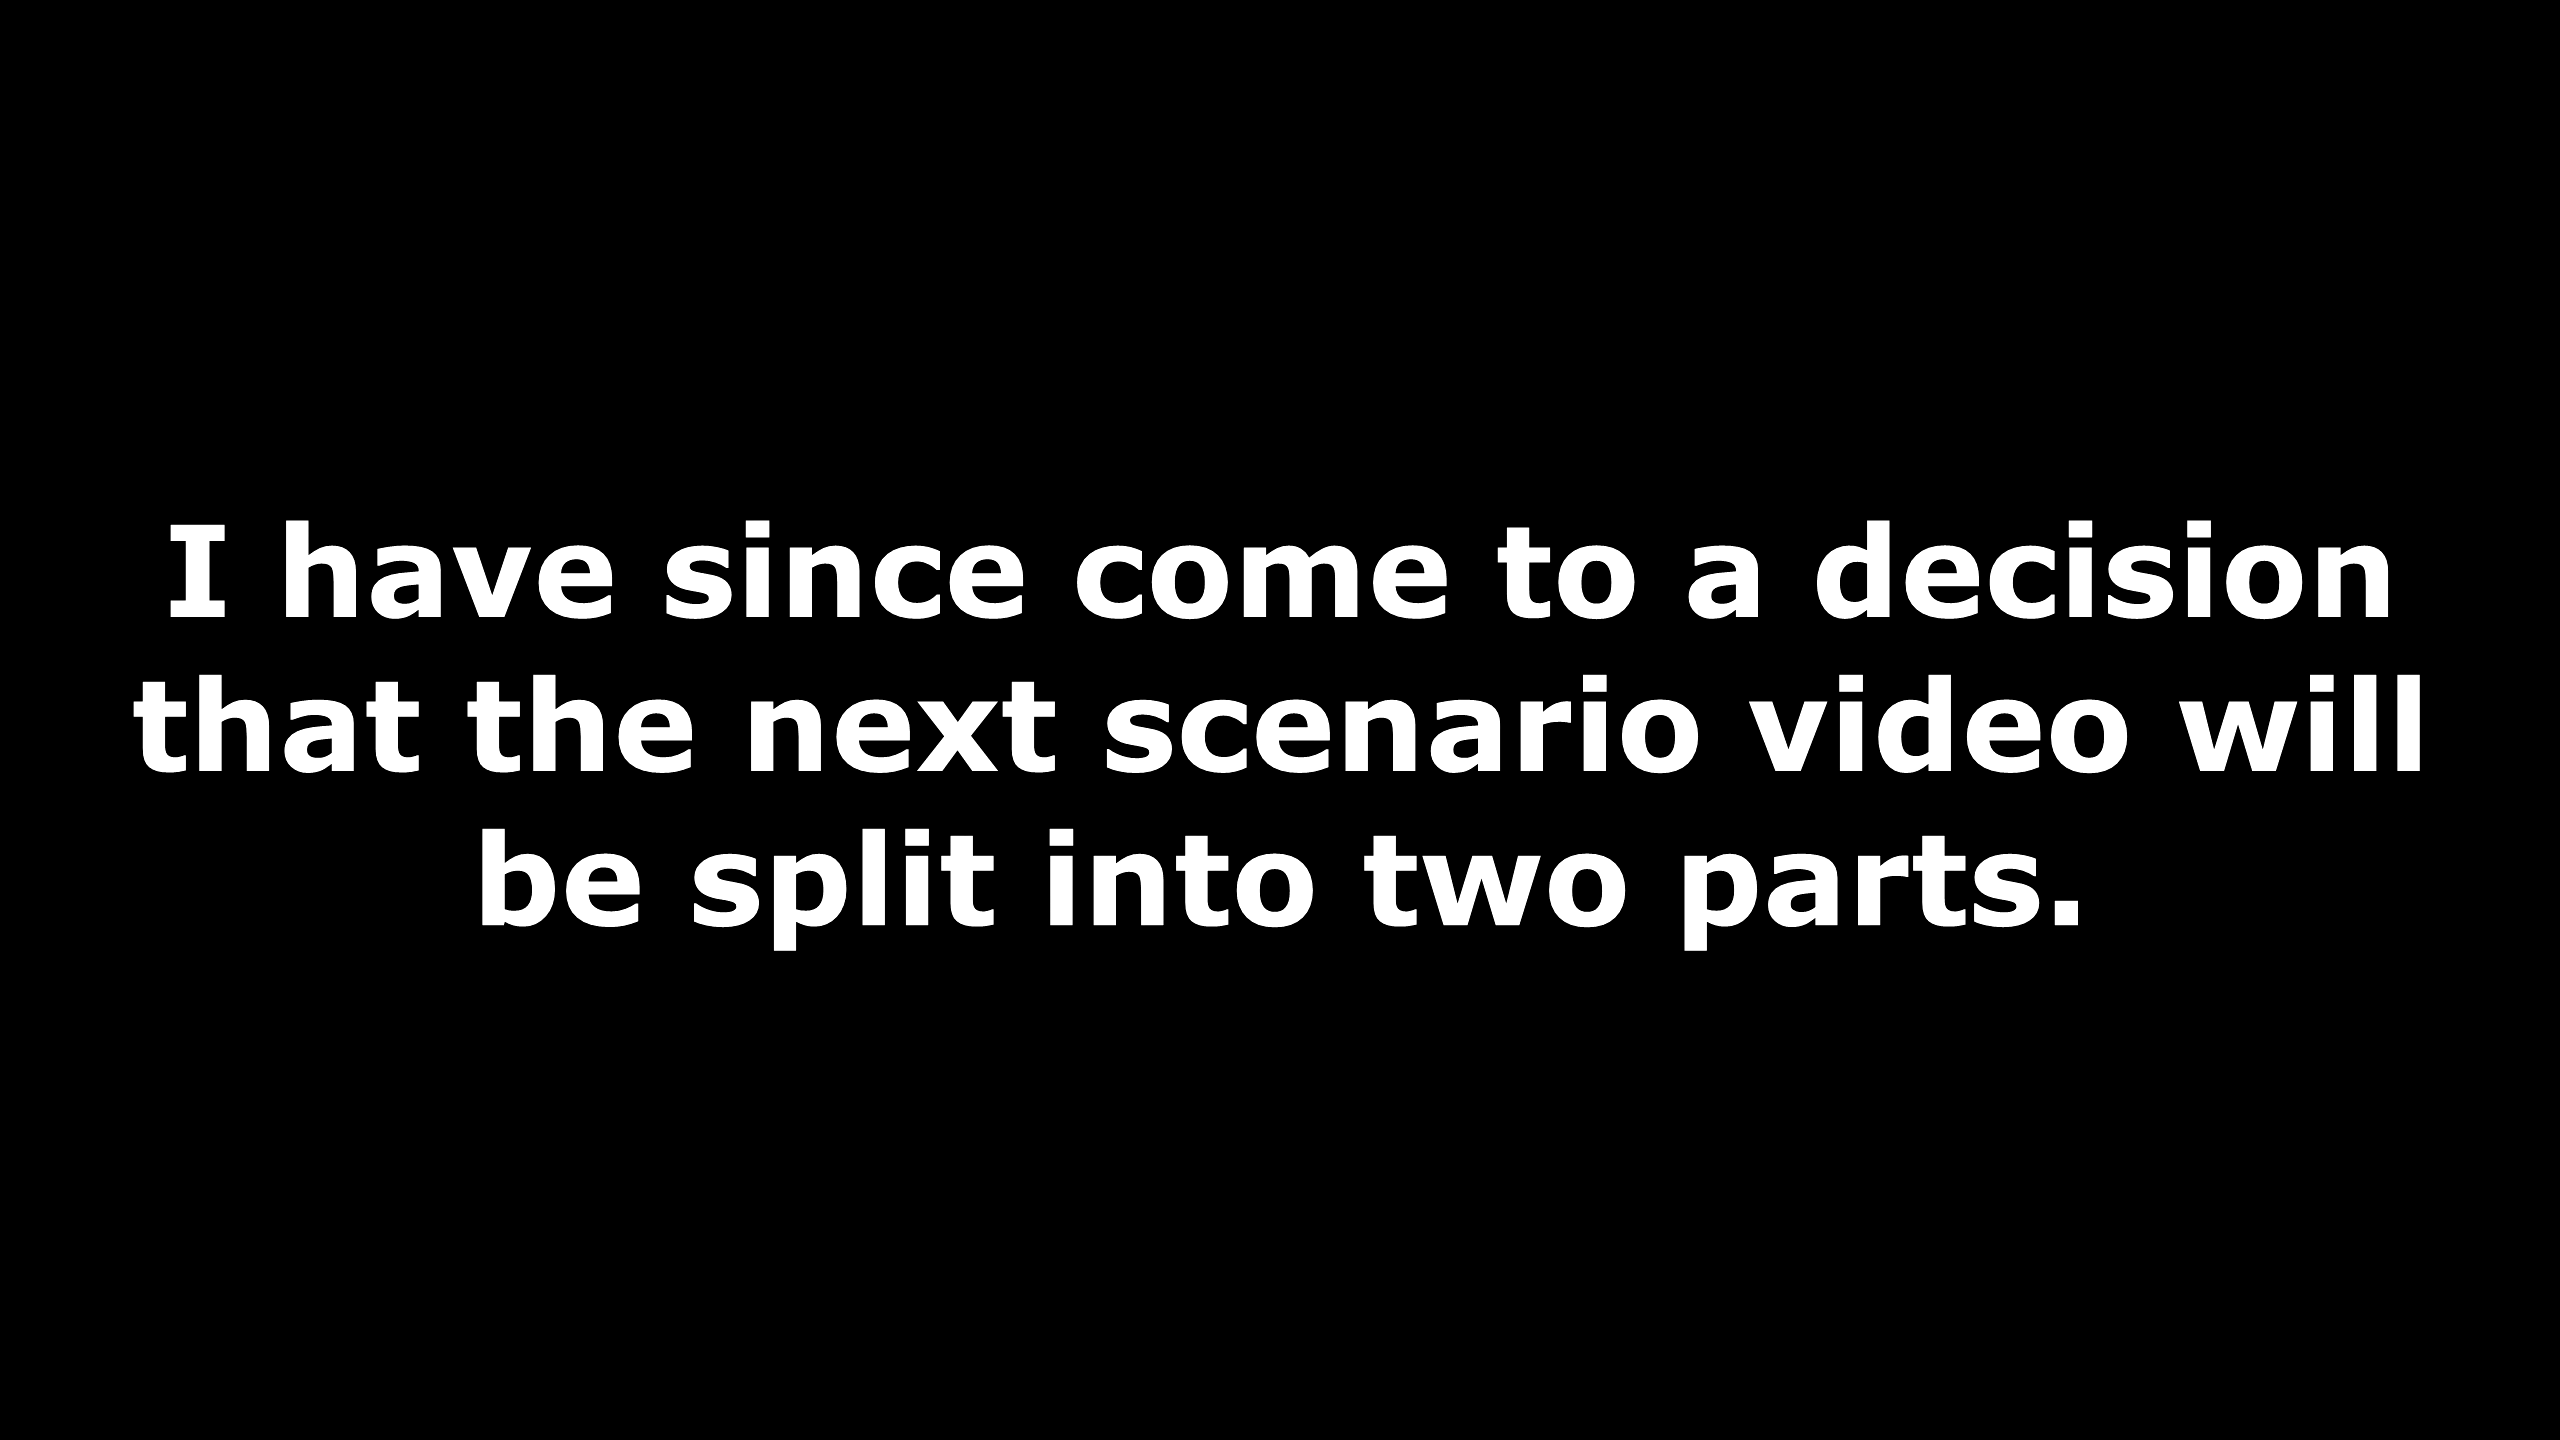 I have since come to a decision
that the next scenario video will
be split into two parts.